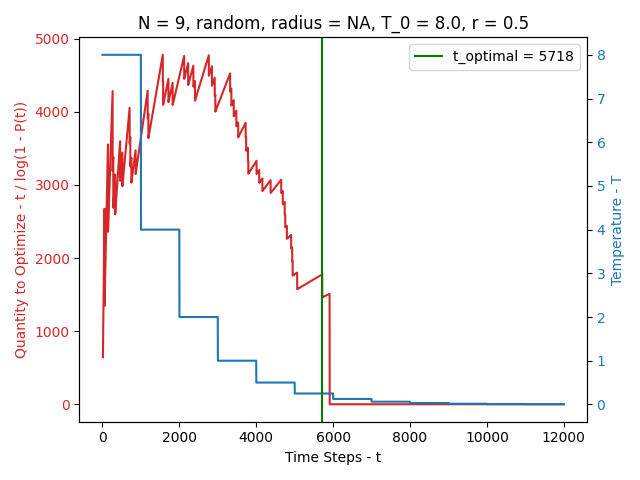 N = 9, random, radius = NA, T_0 = 8.0, r = 0.5
t_optimal = 5718
Quantity to Optimize - t / log(1 - P(t))
5000
4000
3000
2000
1000
0
Temperature - T
8
7
6
5
4
3
2
1
0
0 2000 4000 6000 8000 10000 12000
Time Steps - t